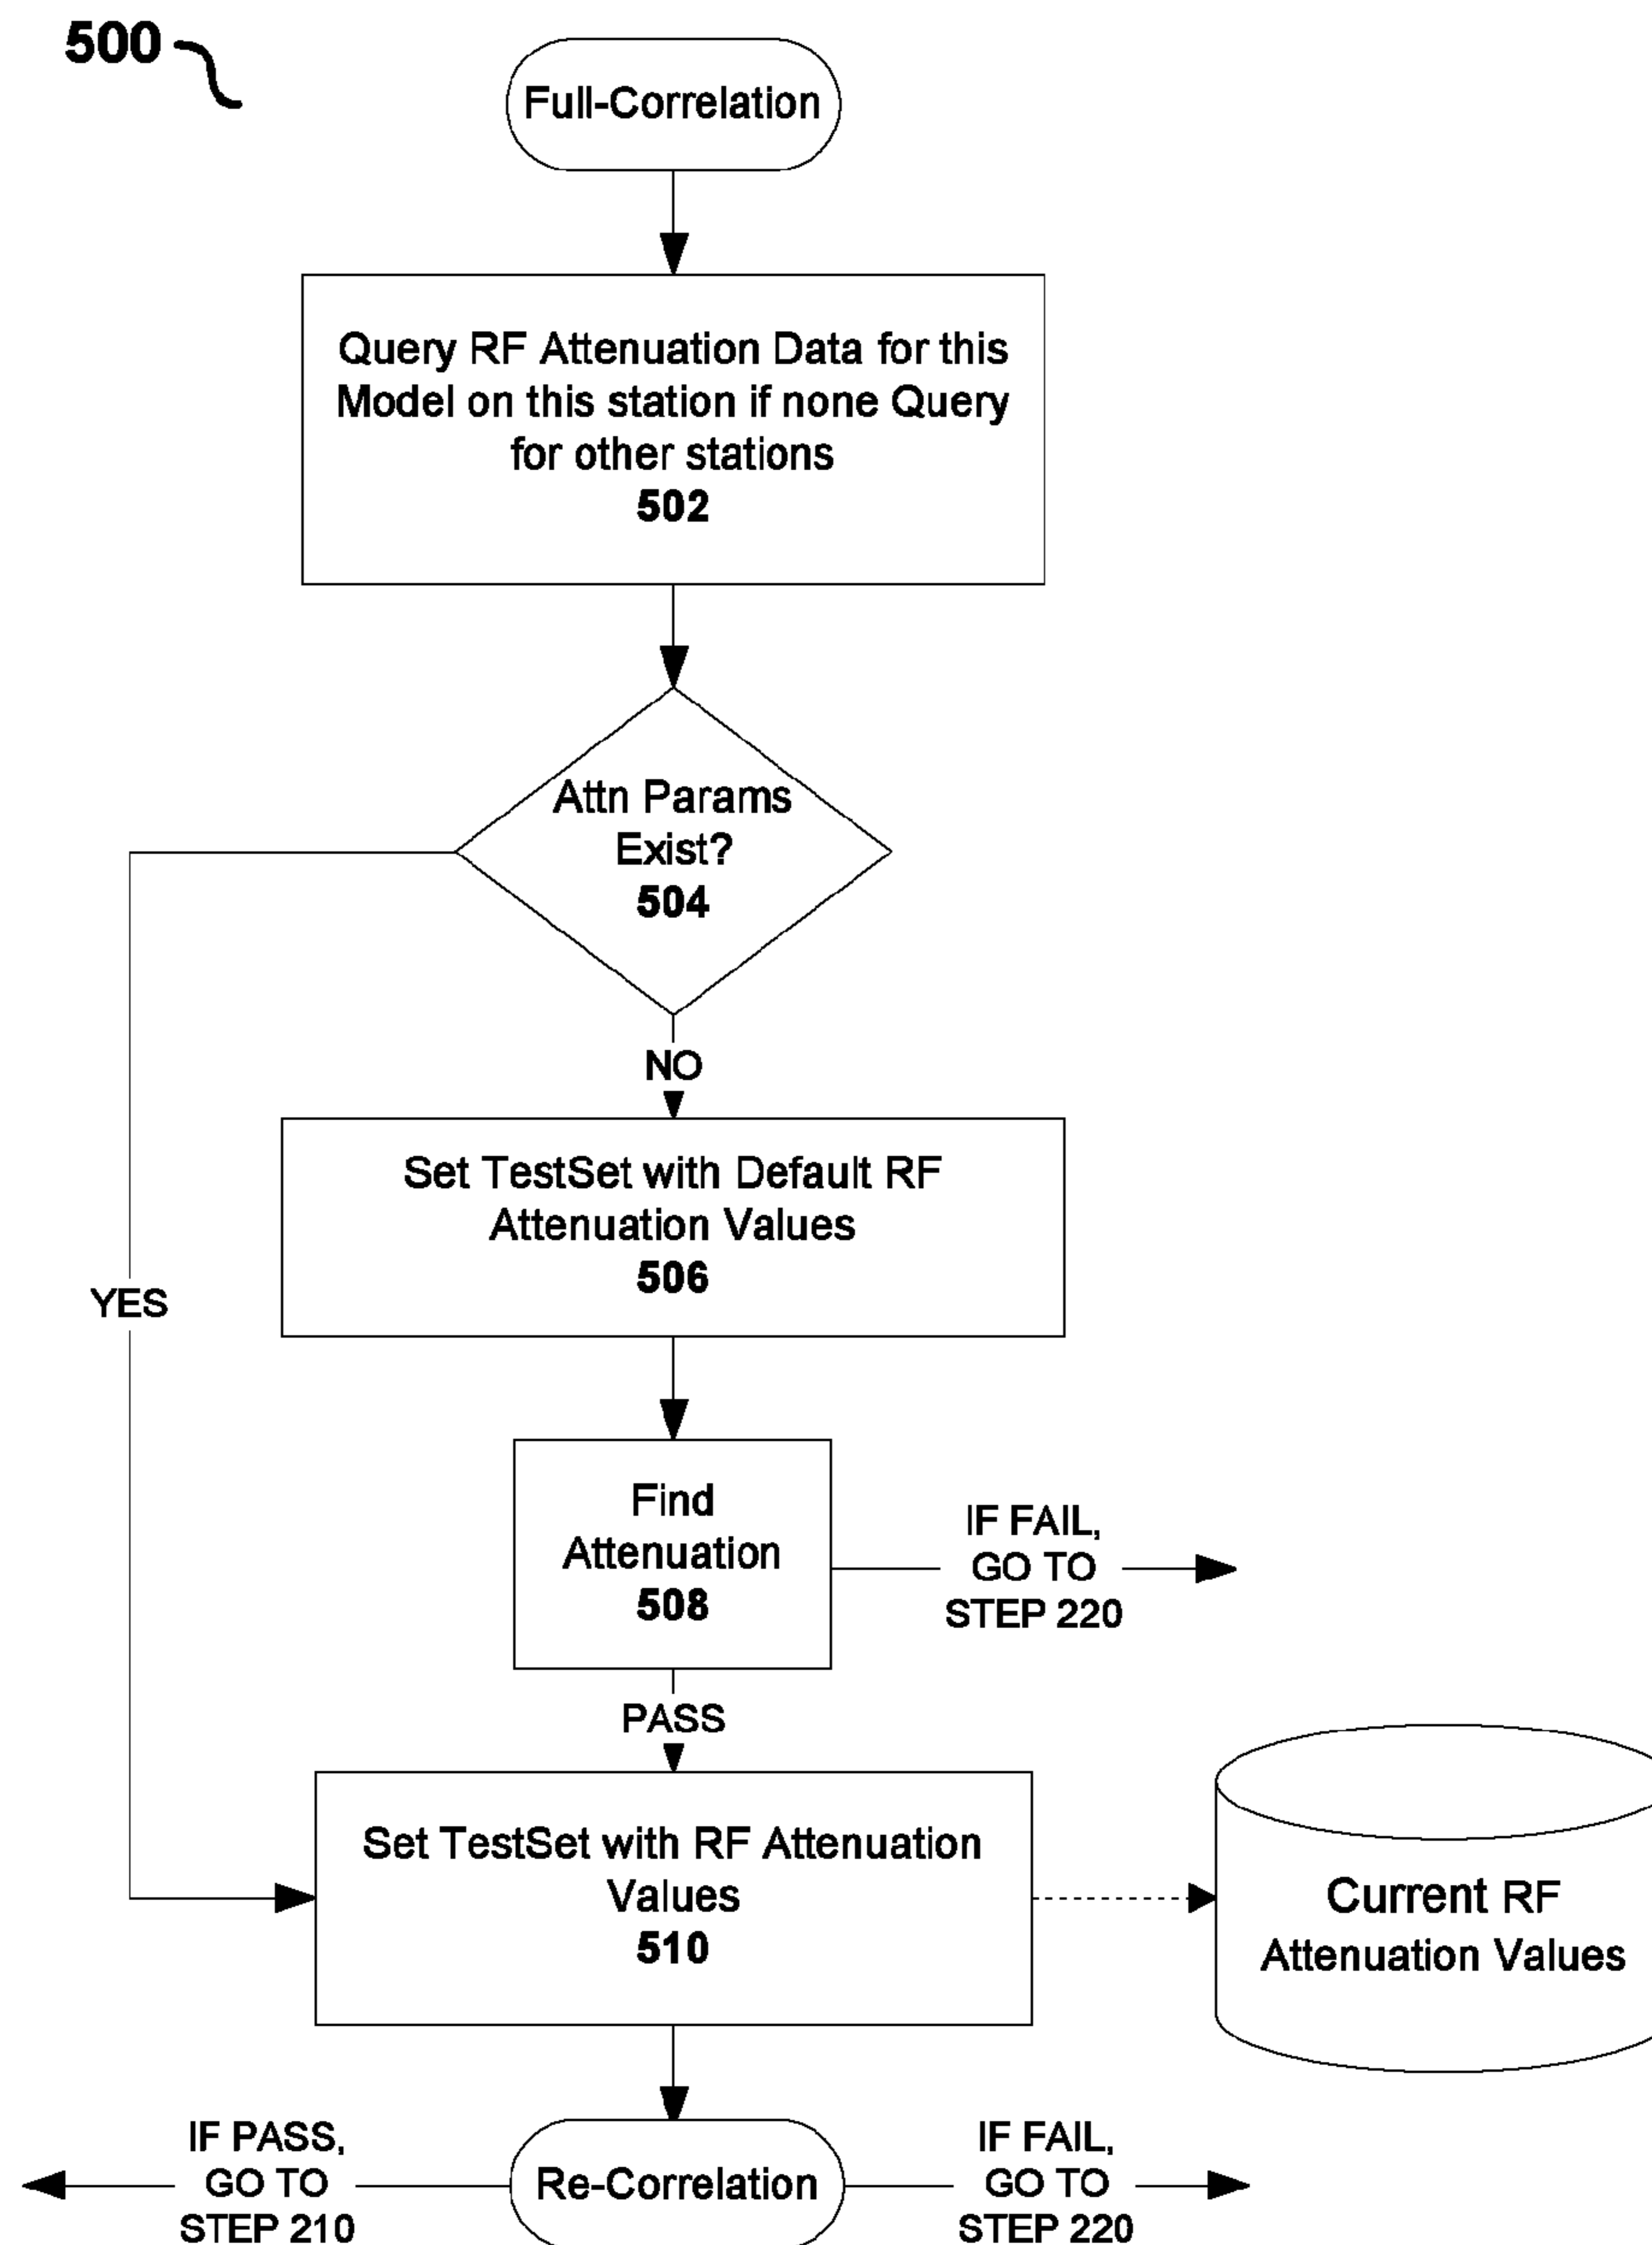 500
Full-Correlation
Query RF Attenuation Data for this
Model on this station if none Query
for other stations
502
Attn Params
Exist?
504
NO
Set TestSet with Default RF
Attenuation Values
506
YES
Find
Attenuation
508
IF FAIL,
GO TO
STEP 220
PASS
Set TestSet with RF Attenuation
Values
510
Current RF
Attenuation Values
IF PASS,
GO TO
STEP 210
Re-Correlation
IF FAIL,
GO TO
STEP 220